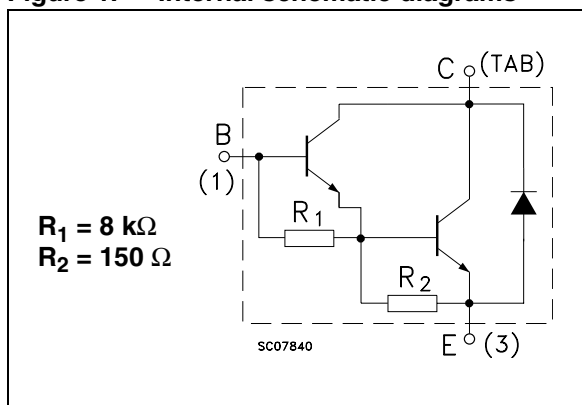 Figure 1. Internal schematic diagrams
C (TAB)
B
(1)
R1
R1 = 8 kΩ
R2 = 150 Ω
R2
SC07840
E (3)